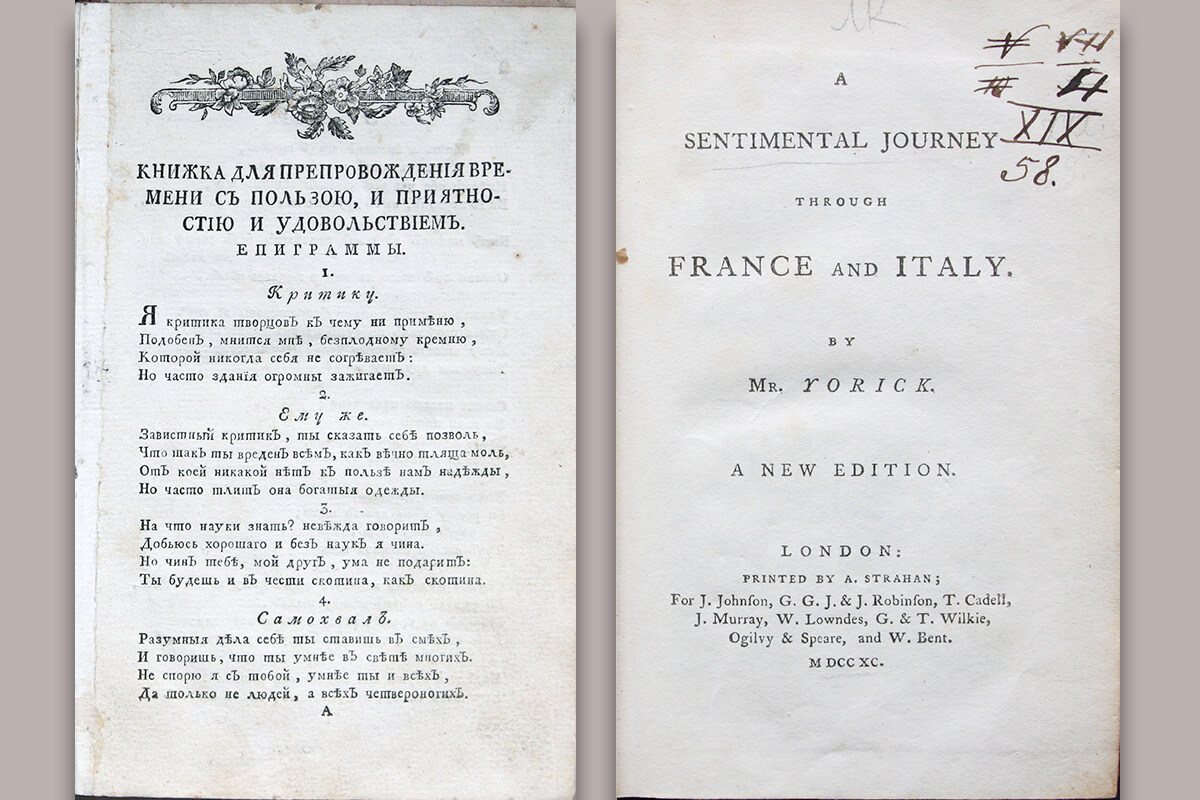 КНИЖКА ДЛЯ ПРЕПРОВОЖДЕНІЯ ВРЕ-
МЕНИ СЪ ПОЛЬЗОЮ, И ПРИЯТНО-
СТІЮ И УДОВОЛЬСТВІЕМЪ.
ЕПИГРАММЫ.
1.
Критику.
Я критика творцовъ къ чему ни примѣню,
Подобенъ, мнится мнѣ, безплодному кремню,
Которой никогда себя не согрѣваетъ:
Но часто зданія огромны зажигаетъ.
2.
Ему же.
Завистный критикъ, ты сказать себѣ позволь,
Что такъ ты вреденъ всѣмъ, какъ вѣчно тляща моль,
Отъ коей никакой нѣтъ къ пользѣ намъ надѣжды,
Но часто тлитъ она богатыя одежды.
3.
На что науки знать? невѣжда говоритъ,
Добьюсь хорошаго и безъ наукъ я чина.
Но чинъ тебѣ, мой другъ, ума не подаритъ:
Ты будешь и въ чести скотина, какъ скотина.
4.
Самохвалъ.
Разумныя дѣла себѣ ты ставишь въ смѣхъ,
И говоришь, что ты умнѣе въ свѣтѣ многихъ.
Не спорю я съ тобой, умнѣе ты и всѣхъ,
Да только не людей, а всѣхъ четвероногихъ.
А
A
SENTIMENTAL JOURNEY
XIX
58.
THROUGH
FRANCE AND ITALY.
BY
MR. YORICK.
A NEW EDITION.
LONDON:
PRINTED BY A. STRAHAN;
For J. Johnſon, G. G. J. & J. Robinſon, T. Cadell,
J. Murray, W. Lowndes, G. & T. Wilkie,
Ogilvy & Speare, and W. Bent.
M DCC XC.